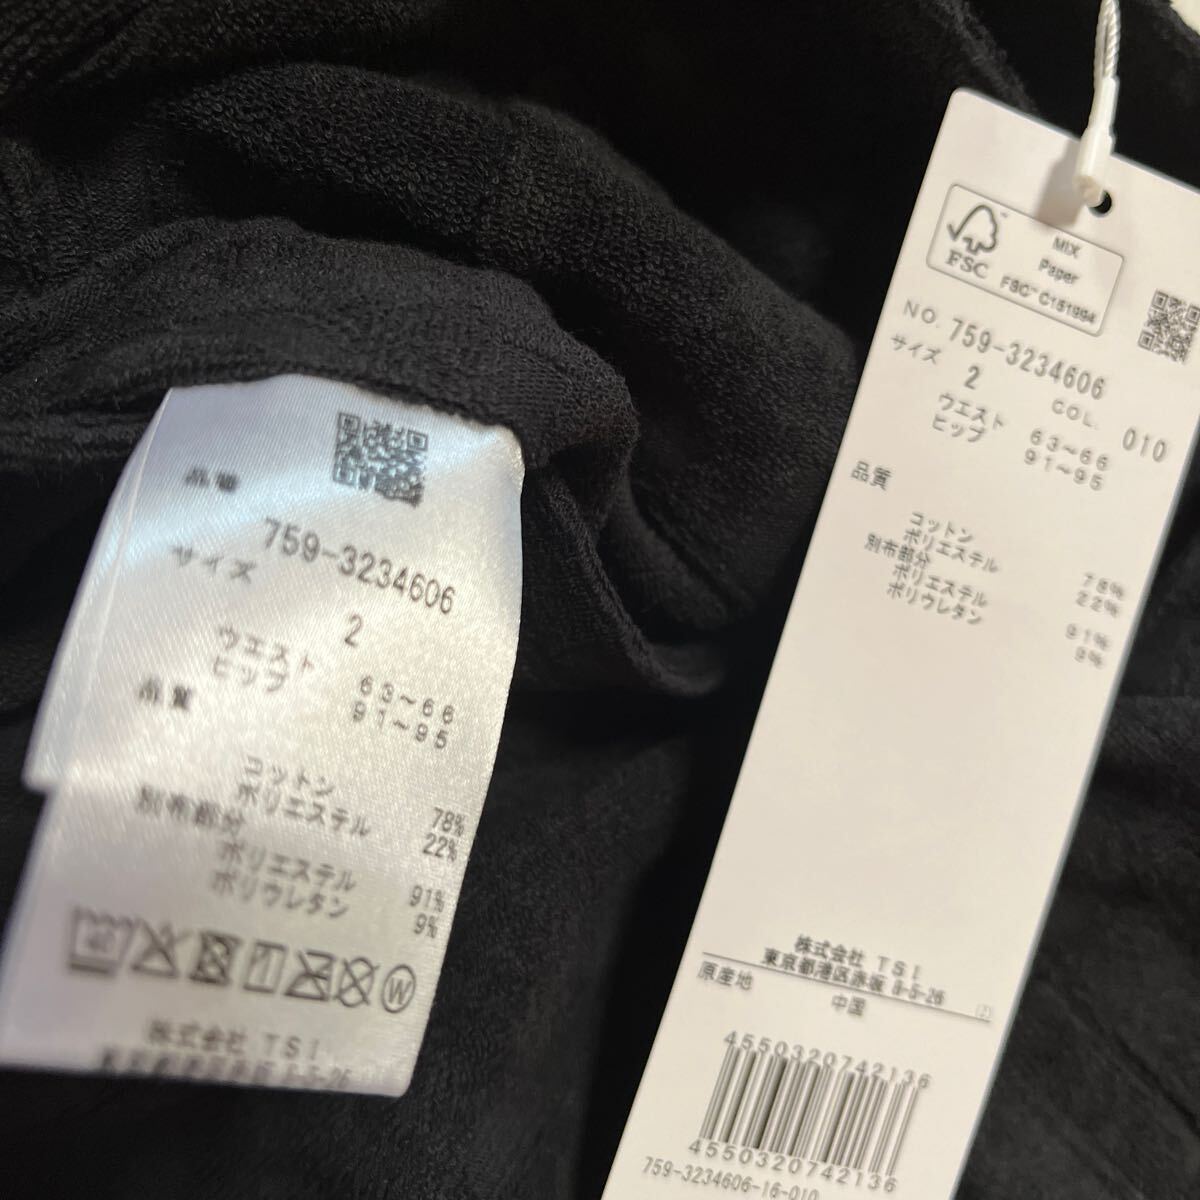 品番
759-3234606
サイズ
2
ウエスト 63~66
ヒップ 91~95
品質
コットン 78%
ポリエステル 22%
別布部分
ポリエステル 91%
ポリウレタン 9%
W
株式会社 TSI
8-5-26
FSC
MIX
Paper
FSC™ C151994
NO. 759-3234606
サイズ 2 COL. 010
ウエスト 63~66
ヒップ 91~95
品質
コットン 78%
ポリエステル 22%
別布部分
ポリエステル 91%
ポリウレタン 9%
株式会社 TSI
東京都港区赤坂 8-5-26
原産地 中国
4550320742136
4550320742136
759-3234606-16-010